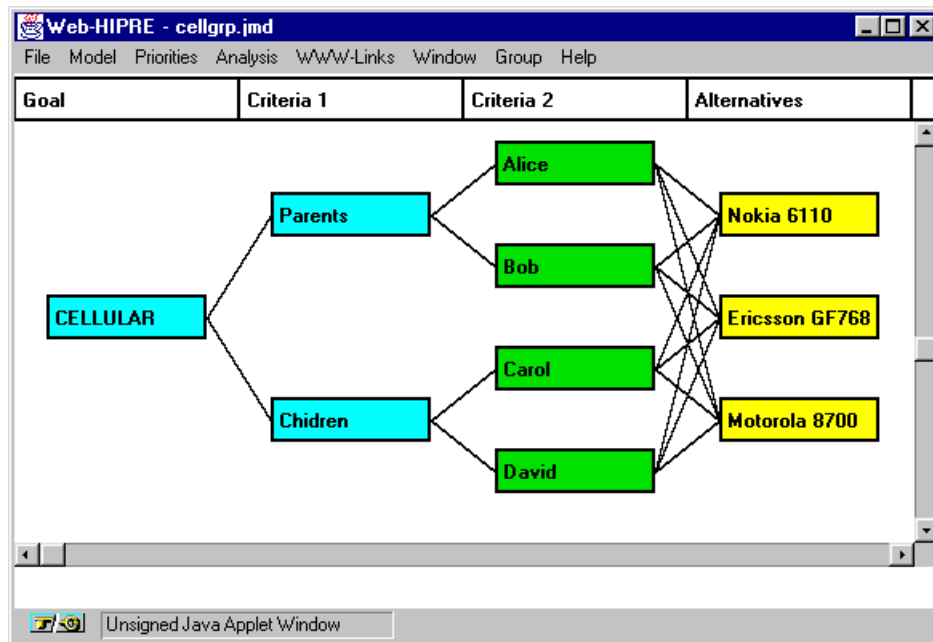 Web-HIPRE - cellgrp.jmd
File Model Priorities Analysis WWW-Links Window Group Help
Goal Criteria 1 Criteria 2 Alternatives
Alice
Parents Nokia 6110
Bob
CELLULAR Ericsson GF768
Carol
Chidren Motorola 8700
David
Unsigned Java Applet Window